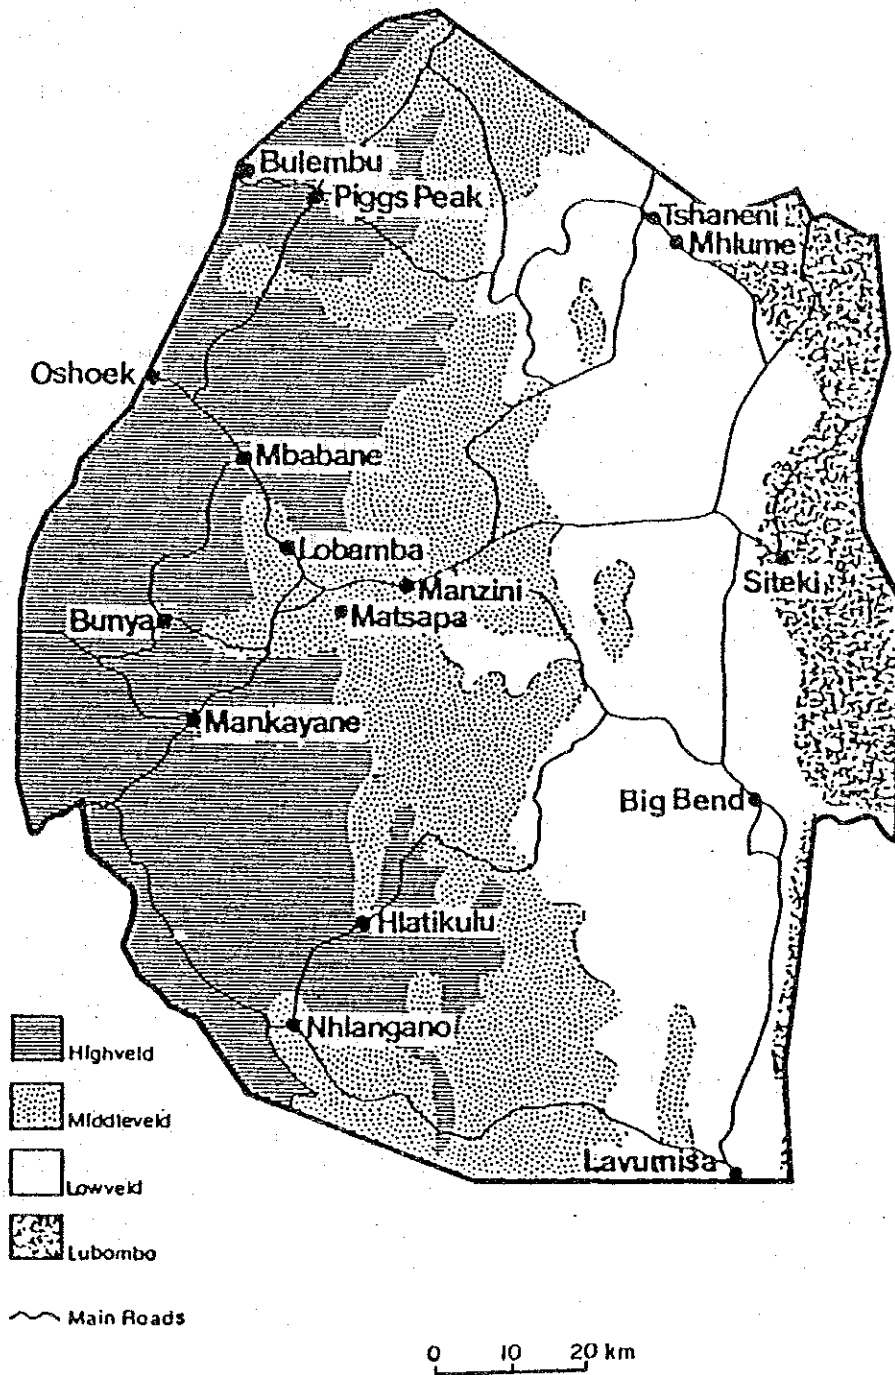 Bulembu
Piggs Peak
Tshaneni
Mhlume
Oshoek
Mbabane
Lobamba
Manzini
Siteki
Bunya
Matsapa
Mankayane
Big Bend
Hlatikulu
Nhlangano
Highveld
Middleveld
Lavumisa
Lowveld
Lubombo
Main Roads
0 10 20 km